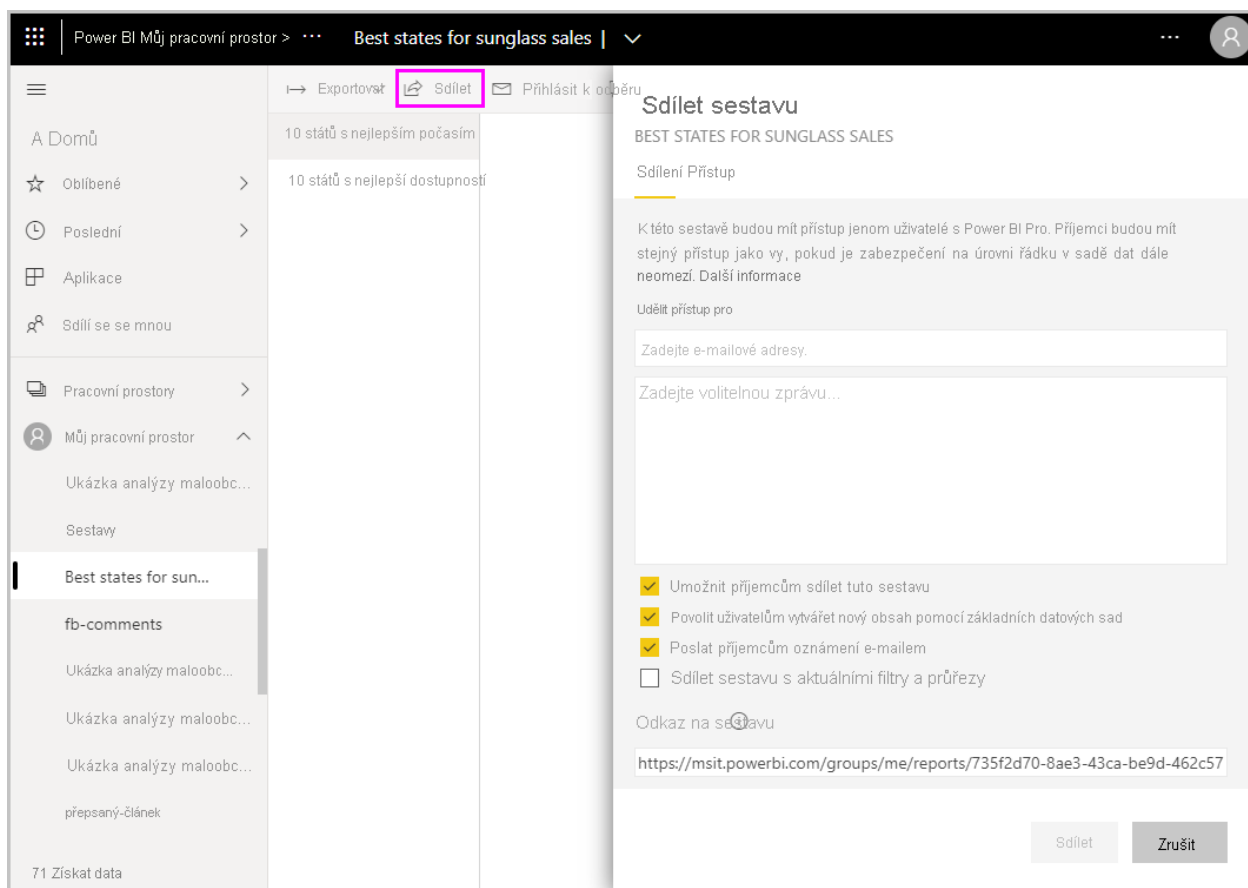 Power BI Můj pracovní prostor > ··· Best states for sunglass sales |
Exportovat Sdílet Přihlásit k odběru
A Domů
Oblíbené
Poslední
Aplikace
Sdílí se se mnou
Pracovní prostory
Můj pracovní prostor
Ukázka analýzy maloobc...
Sestavy
Best states for sun...
fb-comments
Ukázka analýzy maloobc...
Ukázka analýzy maloobc...
Ukázka analýzy maloobc...
přepsaný-článek
71 Získat data
10 států s nejlepším počasím
10 států s nejlepší dostupností
Sdílet sestavu
BEST STATES FOR SUNGLASS SALES
Sdílení Přístup
K této sestavě budou mít přístup jenom uživatelé s Power BI Pro. Příjemci budou mít
stejný přístup jako vy, pokud je zabezpečení na úrovni řádku v sadě dat dále
neomezí. Další informace
Udělit přístup pro
Zadejte e-mailové adresy.
Zadejte volitelnou zprávu...
Umožnit příjemcům sdílet tuto sestavu
Povolit uživatelům vytvářet nový obsah pomocí základních datových sad
Poslat příjemcům oznámení e-mailem
Sdílet sestavu s aktuálními filtry a průřezy
Odkaz na sestavu
https://msit.powerbi.com/groups/me/reports/735f2d70-8ae3-43ca-be9d-462c57
Sdílet Zrušit